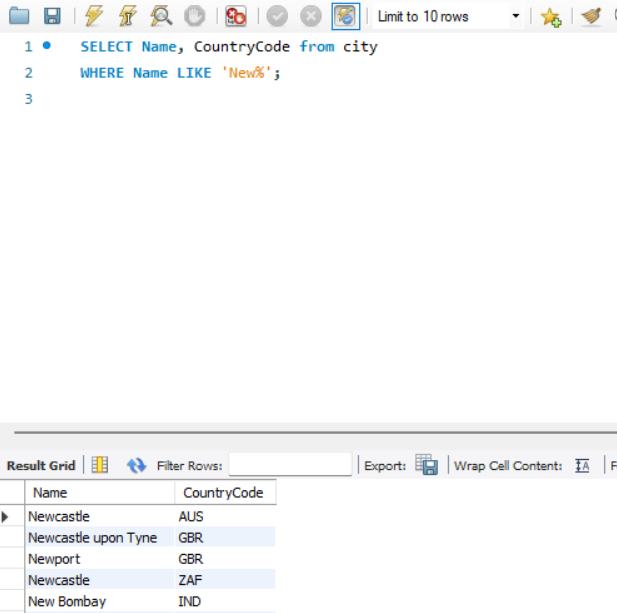 Limit to 10 rows
1 SELECT Name, CountryCode from city
2 WHERE Name LIKE 'New%';
3
Result Grid Filter Rows: Export: Wrap Cell Content: F
Name CountryCode
Newcastle AUS
Newcastle upon Tyne GBR
Newport GBR
Newcastle ZAF
New Bombay IND